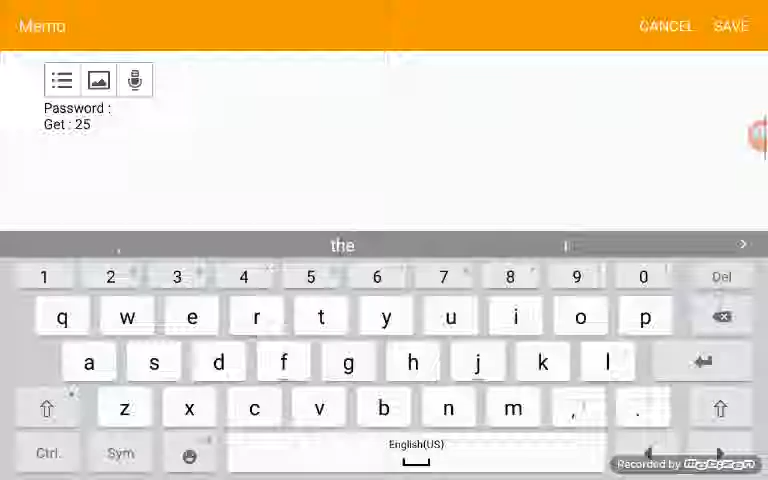 Memo CANCEL SAVE
Password :
Get : 25
the
1 2 3 4 5 6 7 8 9 0 Del
q w e r t y u i o p
a s d f g h j k l
z x c v b n m , .
Ctrl Sym English(US)
Recorded by